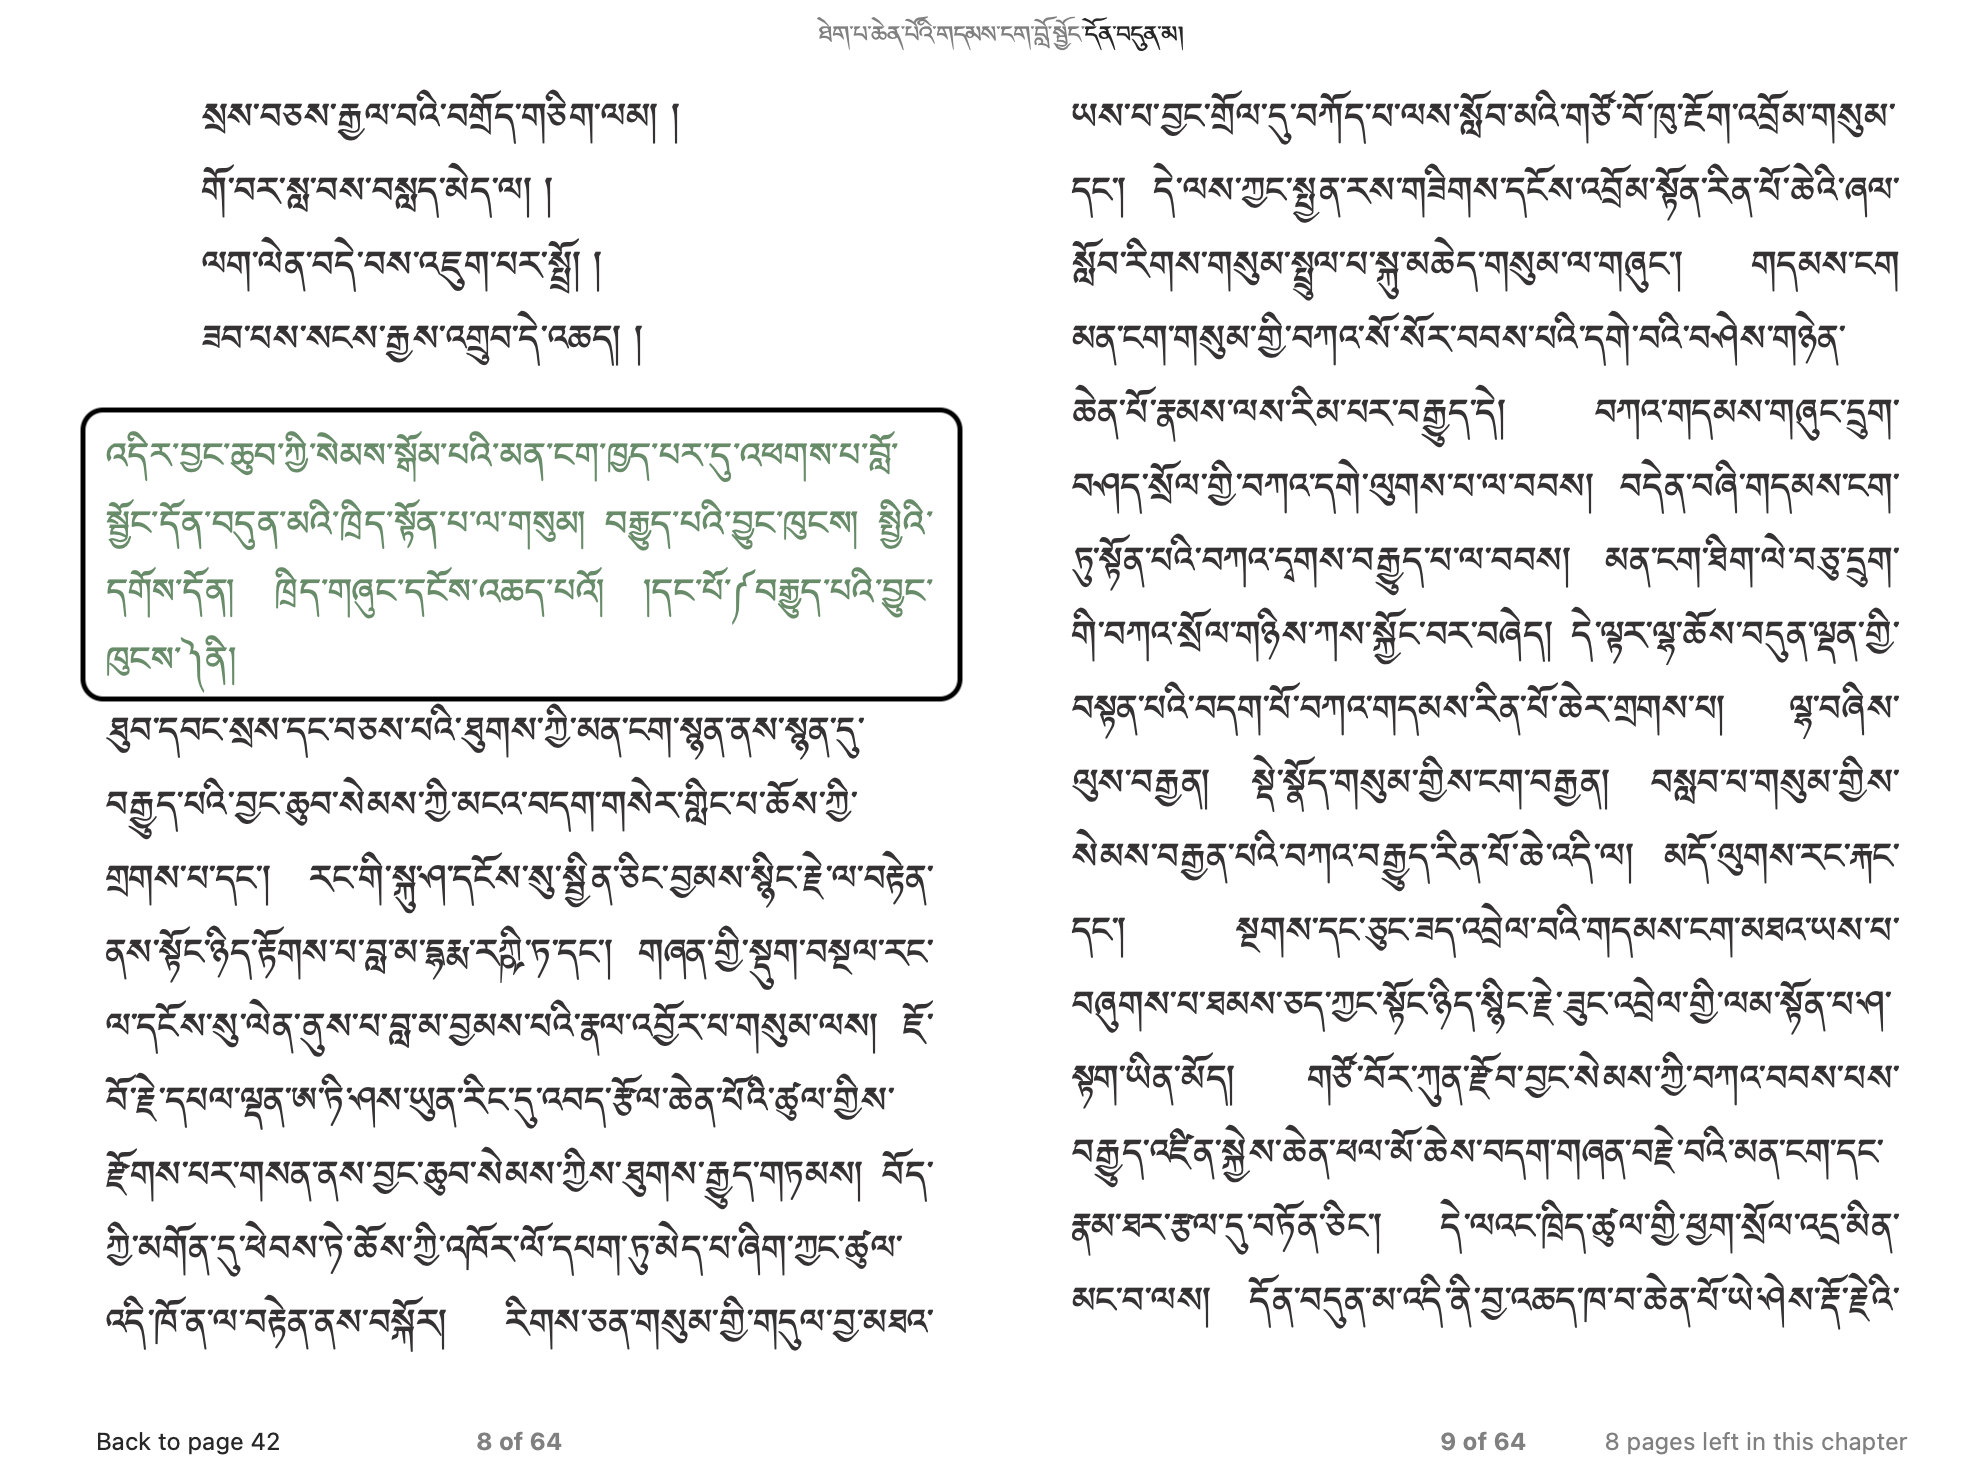 ཐེག་པ་ཆེན་པོའི་གདམས་ངག་བློ་སྦྱོང་དོན་བདུན་མ།
སྲས་བཅས་རྒྱལ་བའི་བགྲོད་གཅིག་ལམ། །
གོ་བར་སླ་བས་བསླད་མེད་ལ། །
ལག་ལེན་བདེ་བས་འཇུག་པར་སྤྲོ། །
ཟབ་པས་སངས་རྒྱས་འགྲུབ་དེ་འཆད། །
འདིར་བྱང་ཆུབ་ཀྱི་སེམས་སྒོམ་པའི་མན་ངག་ཁྱད་པར་དུ་འཕགས་པ་བློ་
སྦྱོང་དོན་བདུན་མའི་ཁྲིད་སྟོན་པ་ལ་གསུམ། བརྒྱུད་པའི་བྱུང་ཁུངས། སྤྱིའི་
དགོས་དོན། ཁྲིད་གཞུང་དངོས་འཆད་པའོ། །དང་པོ་༼བརྒྱུད་པའི་བྱུང་
ཁུངས་༽ནི།
ཐུབ་དབང་སྲས་དང་བཅས་པའི་ཐུགས་ཀྱི་མན་ངག་སྙན་ནས་སྙན་དུ་
བརྒྱུད་པའི་བྱང་ཆུབ་སེམས་ཀྱི་མངའ་བདག་གསེར་གླིང་པ་ཆོས་ཀྱི་
གྲགས་པ་དང༌། རང་གི་སྐུ་ཤ་དངོས་སུ་སྦྱིན་ཅིང་བྱམས་སྙིང་རྗེ་ལ་བརྟེན་
ནས་སྟོང་ཉིད་རྟོགས་པ་བླ་མ་དྷརྨ་རཀྵི་ཏ་དང༌། གཞན་གྱི་སྡུག་བསྔལ་རང་
ལ་དངོས་སུ་ལེན་ནུས་པ་བླ་མ་བྱམས་པའི་རྣལ་འབྱོར་པ་གསུམ་ལས། ཇོ་
བོ་རྗེ་དཔལ་ལྡན་ཨ་ཏི་ཤས་ཡུན་རིང་དུ་འབད་རྩོལ་ཆེན་པོའི་ཚུལ་གྱིས་
རྫོགས་པར་གསན་ནས་བྱང་ཆུབ་སེམས་ཀྱིས་ཐུགས་རྒྱུད་གཏམས། བོད་
ཀྱི་མགོན་དུ་ཕེབས་ཏེ་ཆོས་ཀྱི་འཁོར་ལོ་དཔག་ཏུ་མེད་པ་ཞིག་ཀྱང་ཚུལ་
འདི་ཁོ་ན་ལ་བརྟེན་ནས་བསྐོར། རིགས་ཅན་གསུམ་གྱི་གདུལ་བྱ་མཐའ་
ཡས་པ་བྱང་གྲོལ་དུ་བཀོད་པ་ལས་སློབ་མའི་གཙོ་བོ་ཁུ་རྔོག་འབྲོམ་གསུམ་
དང༌། དེ་ལས་ཀྱང་སྤྱན་རས་གཟིགས་དངོས་འབྲོམ་སྟོན་རིན་པོ་ཆེའི་ཞལ་
སློབ་རིགས་གསུམ་སྤྲུལ་པ་སྐུ་མཆེད་གསུམ་ལ་གཞུང༌། གདམས་ངག
མན་ངག་གསུམ་གྱི་བཀའ་སོ་སོར་བབས་པའི་དགེ་བའི་བཤེས་གཉེན་
ཆེན་པོ་རྣམས་ལས་རིམ་པར་བརྒྱུད་དེ། བཀའ་གདམས་གཞུང་དྲུག་
བཤད་སྲོལ་གྱི་བཀའ་དགེ་ལུགས་པ་ལ་བབས། བདེན་བཞི་གདམས་ངག་
ཏུ་སྟོན་པའི་བཀའ་དྭགས་བརྒྱུད་པ་ལ་བབས། མན་ངག་ཐིག་ལེ་བཅུ་དྲུག་
གི་བཀའ་སྲོལ་གཉིས་ཀས་སྐྱོང་བར་བཞེད། དེ་ལྟར་ལྷ་ཆོས་བདུན་ལྡན་གྱི་
བསྟན་པའི་བདག་པོ་བཀའ་གདམས་རིན་པོ་ཆེར་གྲགས་པ། ལྷ་བཞིས་
ལུས་བརྒྱན། སྡེ་སྣོད་གསུམ་གྱིས་ངག་བརྒྱན། བསླབ་པ་གསུམ་གྱིས་
སེམས་བརྒྱན་པའི་བཀའ་བརྒྱུད་རིན་པོ་ཆེ་འདི་ལ། མདོ་ལུགས་རང་རྐང་
དང༌། སྔགས་དང་ཅུང་ཟད་འབྲེལ་བའི་གདམས་ངག་མཐའ་ཡས་པ་
བཞུགས་པ་ཐམས་ཅད་ཀྱང་སྟོང་ཉིད་སྙིང་རྗེ་ཟུང་འབྲེལ་གྱི་ལམ་སྟོན་པ་ཤ་
སྟག་ཡིན་མོད། གཙོ་བོར་ཀུན་རྫོབ་བྱང་སེམས་ཀྱི་བཀའ་བབས་པས་
བརྒྱུད་འཛིན་སྐྱེས་ཆེན་ཕལ་མོ་ཆེས་བདག་གཞན་བརྗེ་བའི་མན་ངག་དང་
རྣམ་ཐར་རྩལ་དུ་བཏོན་ཅིང༌། དེ་ལའང་ཁྲིད་ཚུལ་གྱི་ཕྱག་སྲོལ་འདྲ་མིན་
མང་བ་ལས། དོན་བདུན་མ་འདི་ནི་བྱ་འཆད་ཁ་བ་ཆེན་པོ་ཡེ་ཤེས་རྡོ་རྗེའི་
Back to page 42
8 of 64
9 of 64
8 pages left in this chapter